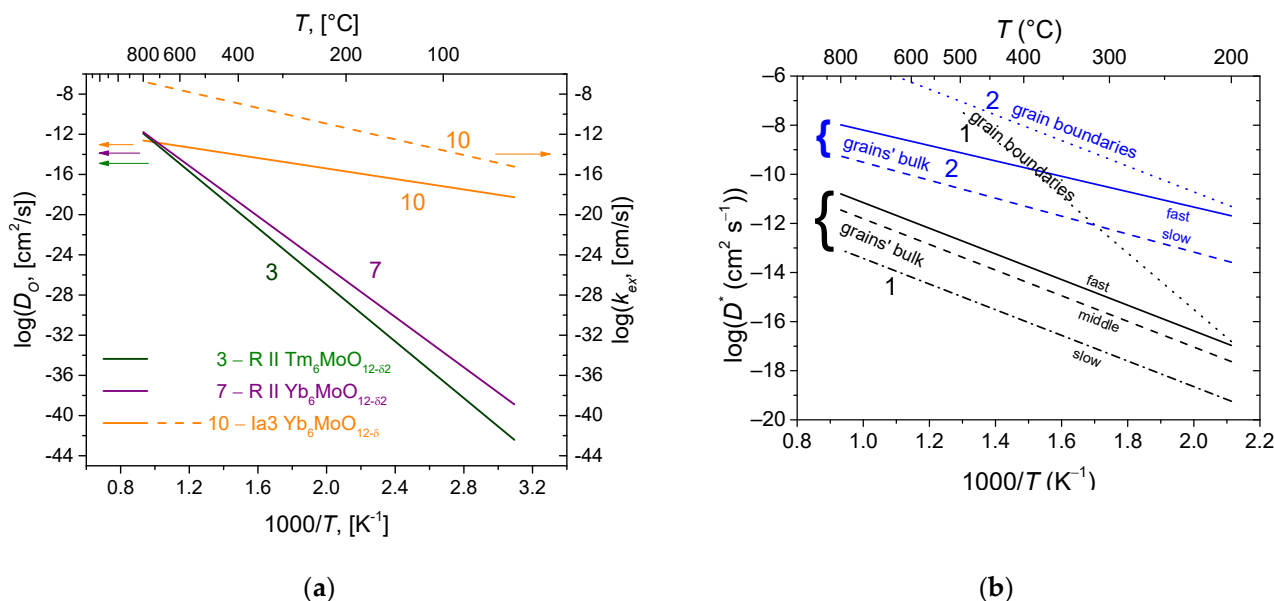 T, [°C]
800 600 400 200 100
-8
-12
-16
-20
-24
-28
-32
-36
-40
-44
log(D_O, [cm²/s])
10
10
3
7
3 – R II Tm₆MoO₁₂₋δ₂
7 – R II Yb₆MoO₁₂₋δ₂
10 – Ia3 Yb₆MoO₁₂₋δ
-8
-12
-16
-20
-24
-28
-32
-36
-40
-44
log(k_ex, [cm/s])
0.8 1.2 1.6 2.0 2.4 2.8 3.2
1000/T, [K⁻¹]
(a)
T (°C)
800 600 500 400 300 200
–6
–8
–10
–12
–14
–16
–18
–20
log(D* (cm² s⁻¹))
2 grain boundaries
1 grain boundaries
{ grains' bulk 2
fast
slow
{ grains' bulk
1
fast
middle
slow
0.8 1.0 1.2 1.4 1.6 1.8 2.0 2.2
1000/T (K⁻¹)
(b)